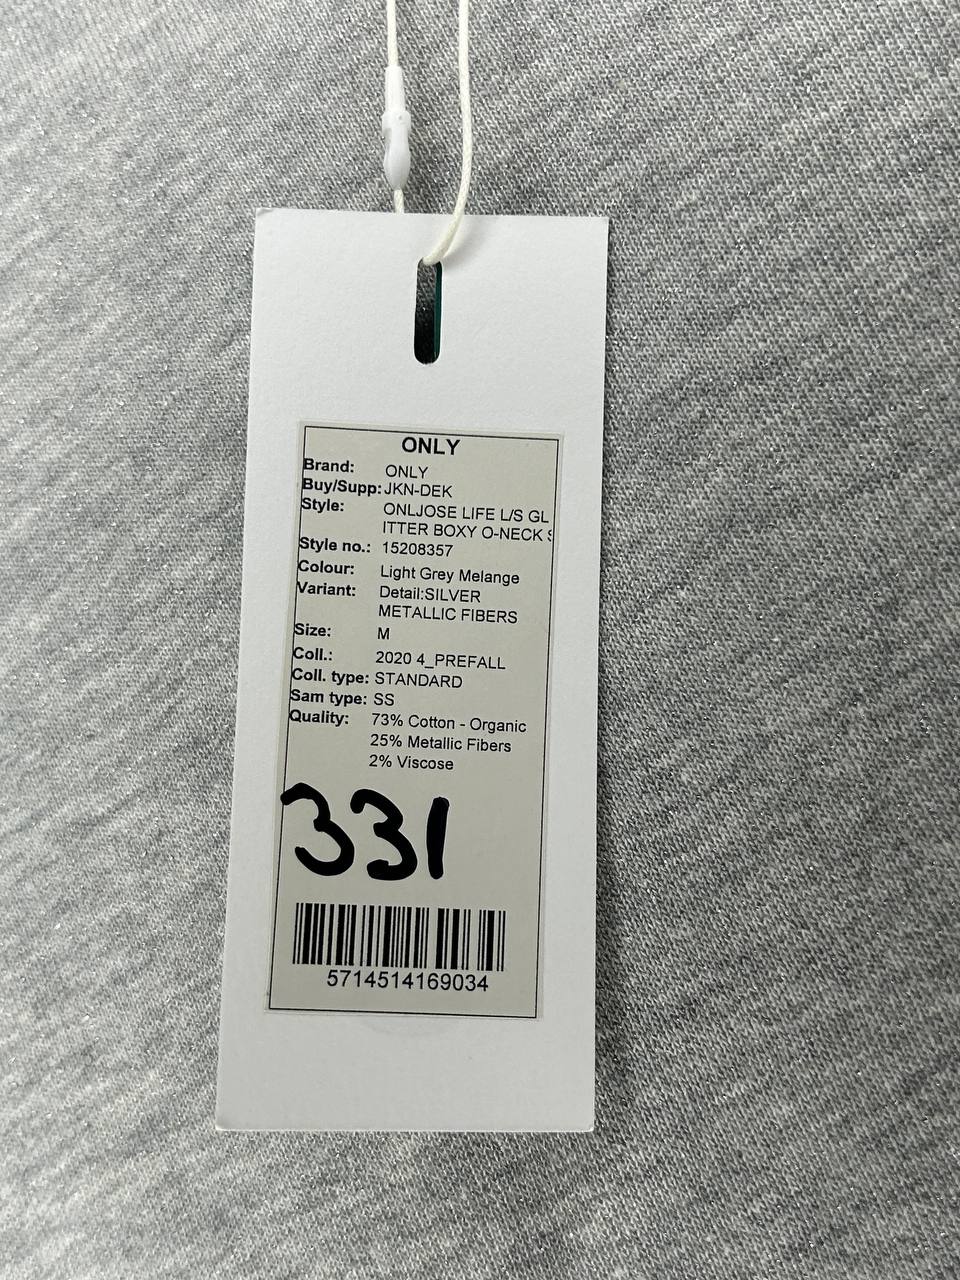 ONLY
Brand: ONLY
Buy/Supp: JKN-DEK
Style: ONLJOSE LIFE L/S GL
ITTER BOXY O-NECK S
Style no.: 15208357
Colour: Light Grey Melange
Variant: Detail:SILVER
METALLIC FIBERS
Size: M
Coll.: 2020 4_PREFALL
Coll. type: STANDARD
Sam type: SS
Quality: 73% Cotton - Organic
25% Metallic Fibers
2% Viscose
331
5714514169034